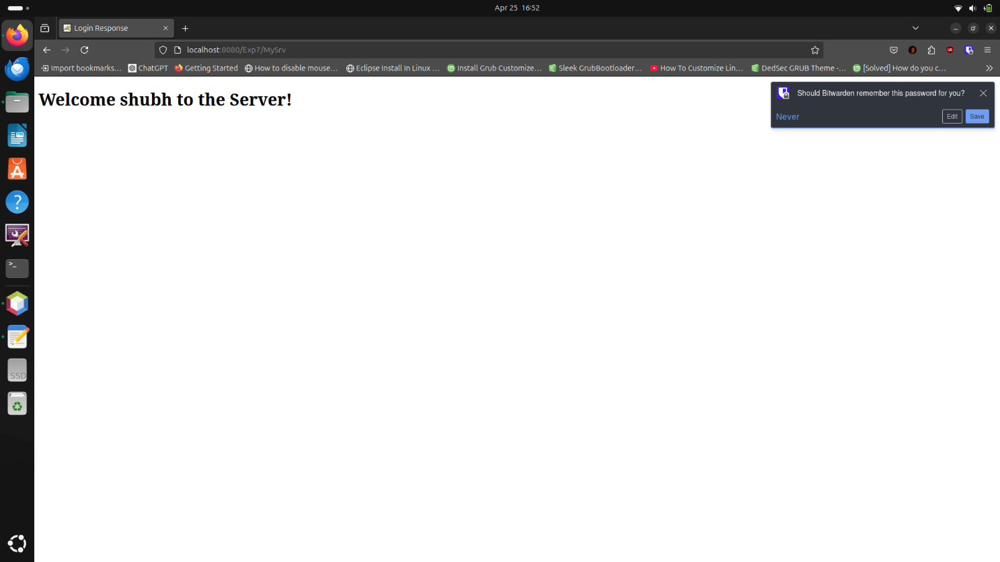 Apr 25 16:52
Login Response
localhost:8080/Exp7/MySrv
Import bookmarks… ChatGPT Getting Started How to disable mouse… Eclipse Install In Linux … Install Grub Customize… Sleek GrubBootloader… How To Customize Lin… DedSec GRUB Theme -… [Solved] How do you c…
Welcome shubh to the Server!
Should Bitwarden remember this password for you?
Never Edit Save
>_
SSD